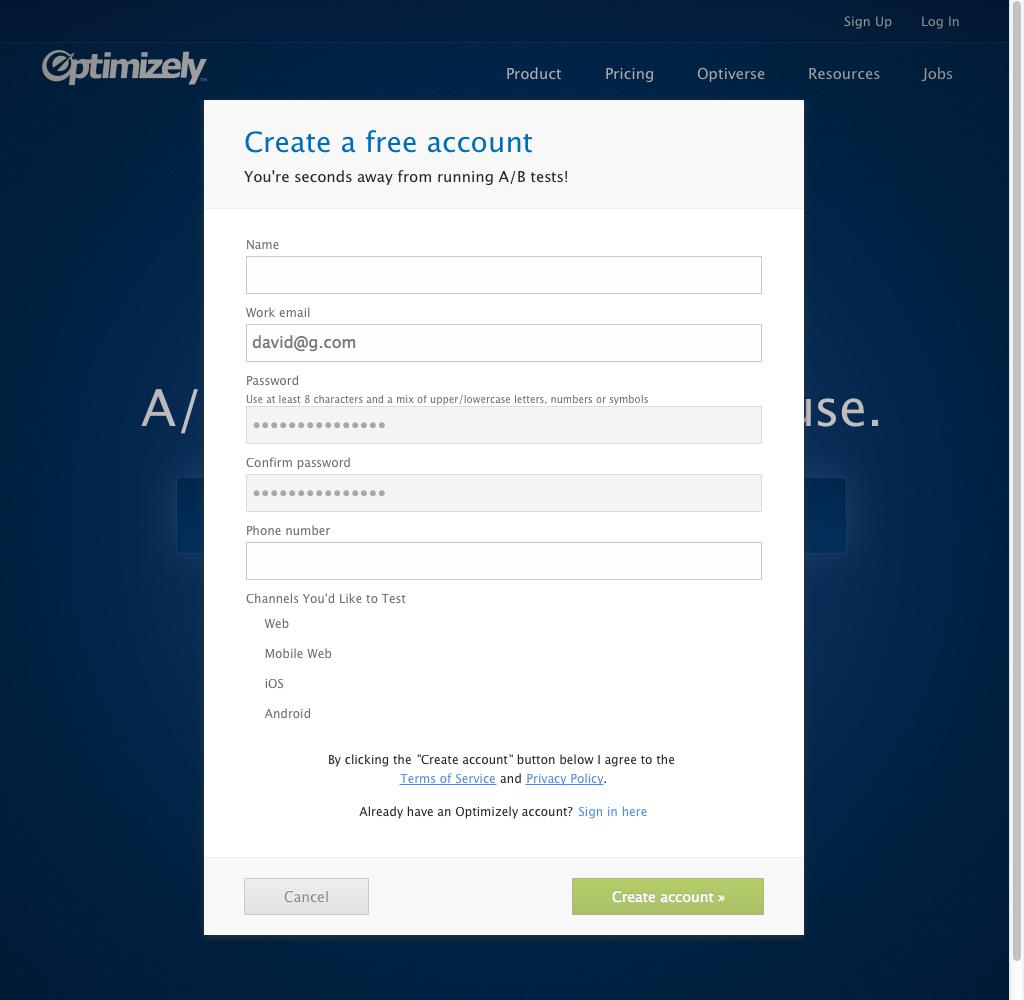 Sign Up Log In
Optimizely™
Product Pricing Optiverse Resources Jobs
Create a free account
You're seconds away from running A/B tests!
Name
Work email
david@g.com
Password
Use at least 8 characters and a mix of upper/lowercase letters, numbers or symbols
Confirm password
A/ use.
Phone number
Channels You'd Like to Test
Web
Mobile Web
iOS
Android
By clicking the "Create account" button below I agree to the
Terms of Service and Privacy Policy.
Already have an Optimizely account? Sign in here
Cancel Create account »